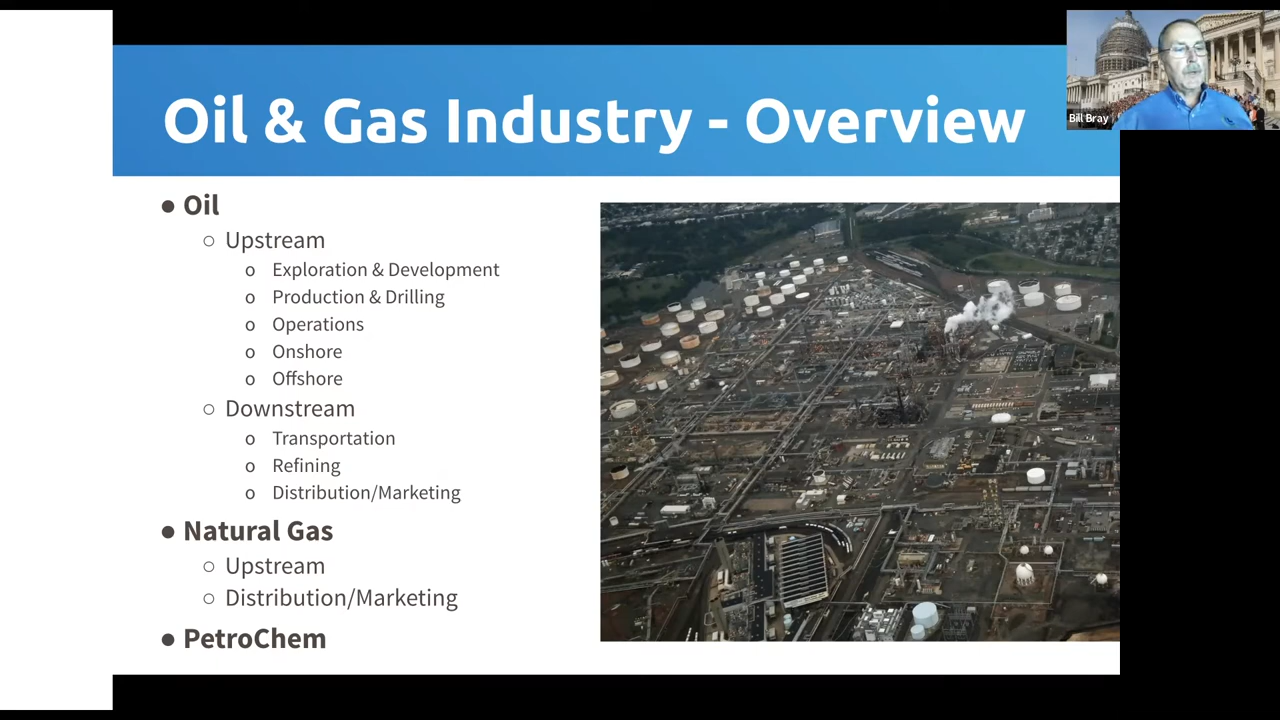 Oil & Gas Industry - Overview
Bill Bray
● Oil
○ Upstream
o Exploration & Development
o Production & Drilling
o Operations
o Onshore
o Offshore
○ Downstream
o Transportation
o Refining
o Distribution/Marketing
● Natural Gas
○ Upstream
○ Distribution/Marketing
● PetroChem